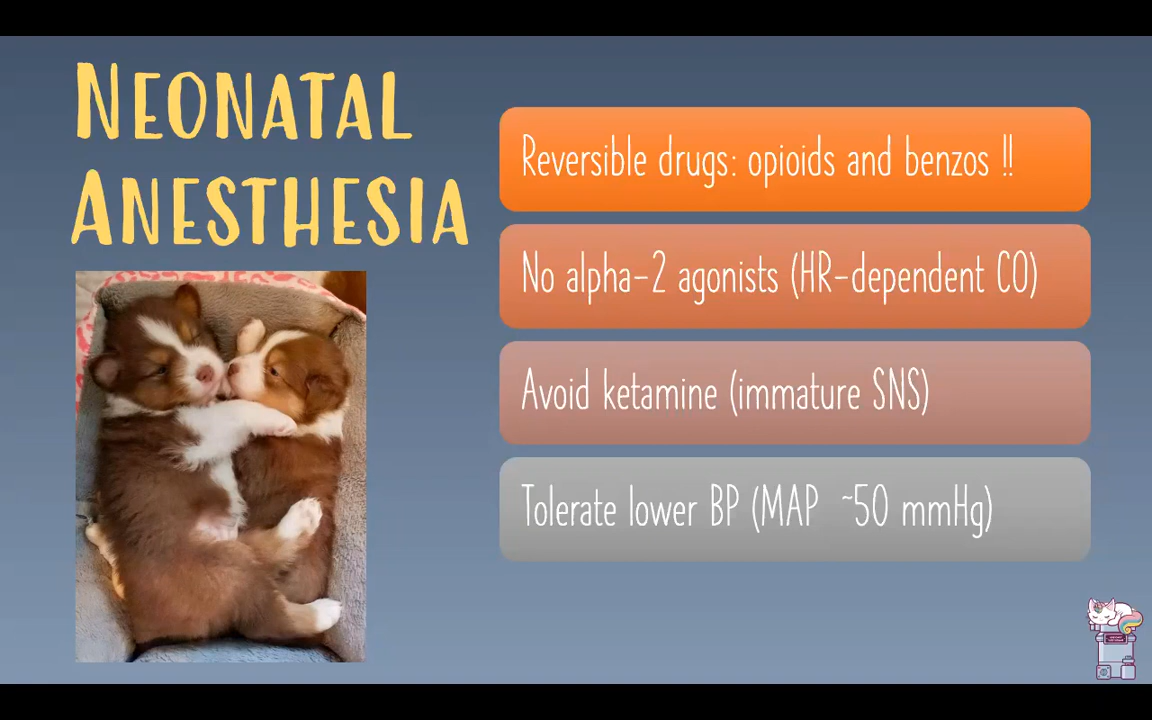 NEONATAL
ANESTHESIA
Reversible drugs: opioids and benzos !!
No alpha-2 agonists (HR-dependent CO)
Avoid ketamine (immature SNS)
Tolerate lower BP (MAP ~50 mmHg)